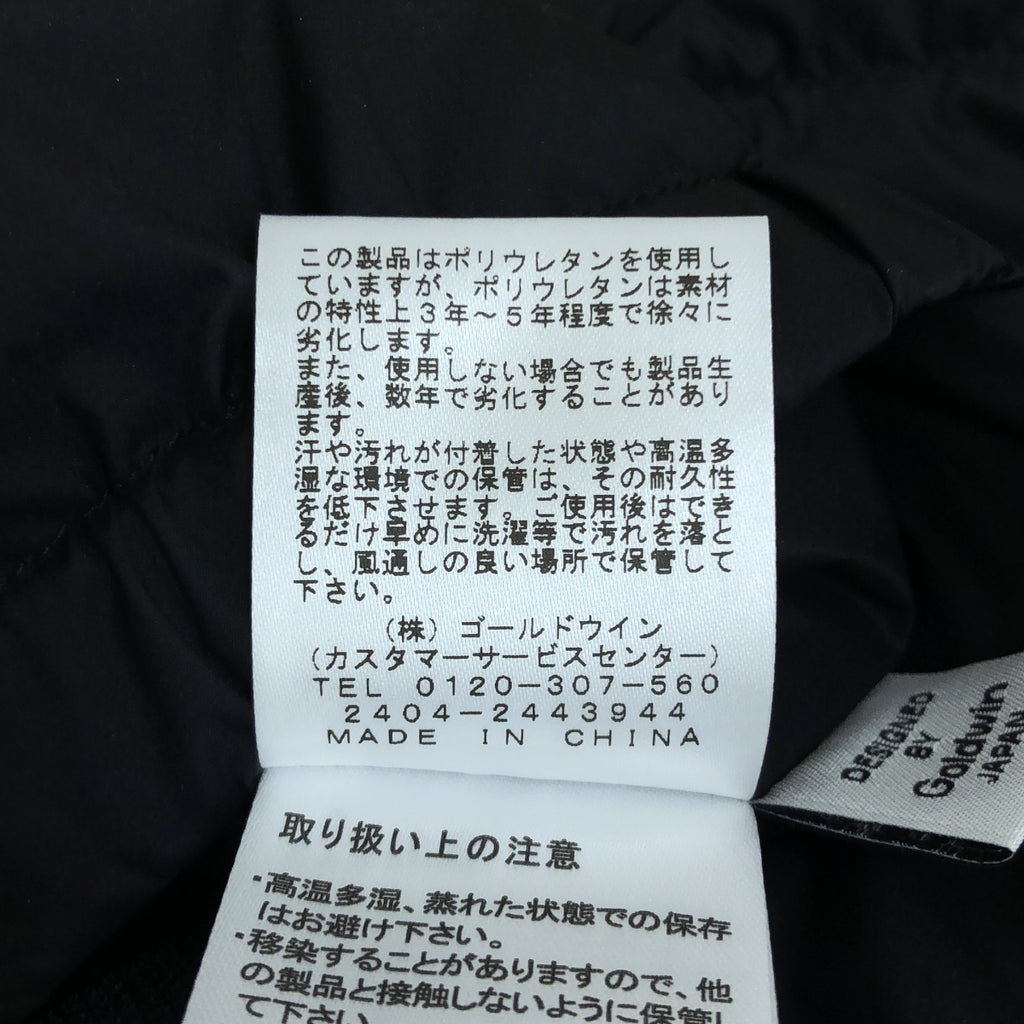 この製品はポリウレタンを使用し
ていますが、ポリウレタンは素材
の特性上３年～５年程度で徐々に
劣化します。
また、使用しない場合でも製品生
産後、数年で劣化することがあり
ます。
汗や汚れが付着した状態や高温多
湿な環境での保管は、その耐久性
を低下させます。ご使用後はでき
るだけ早めに洗濯等で汚れを落と
し、風通しの良い場所で保管して
下さい。
（株）ゴールドウイン
（カスタマーサービスセンター）
TEL 0120-307-560
2404-2443944
MADE IN CHINA
取り扱い上の注意
・高温多湿、蒸れた状態での保存
はお避け下さい。
・移染することがありますので、他
の製品と接触しないように保管し
て下さい。
DESIGNED
BY
Goldwin
JAPAN